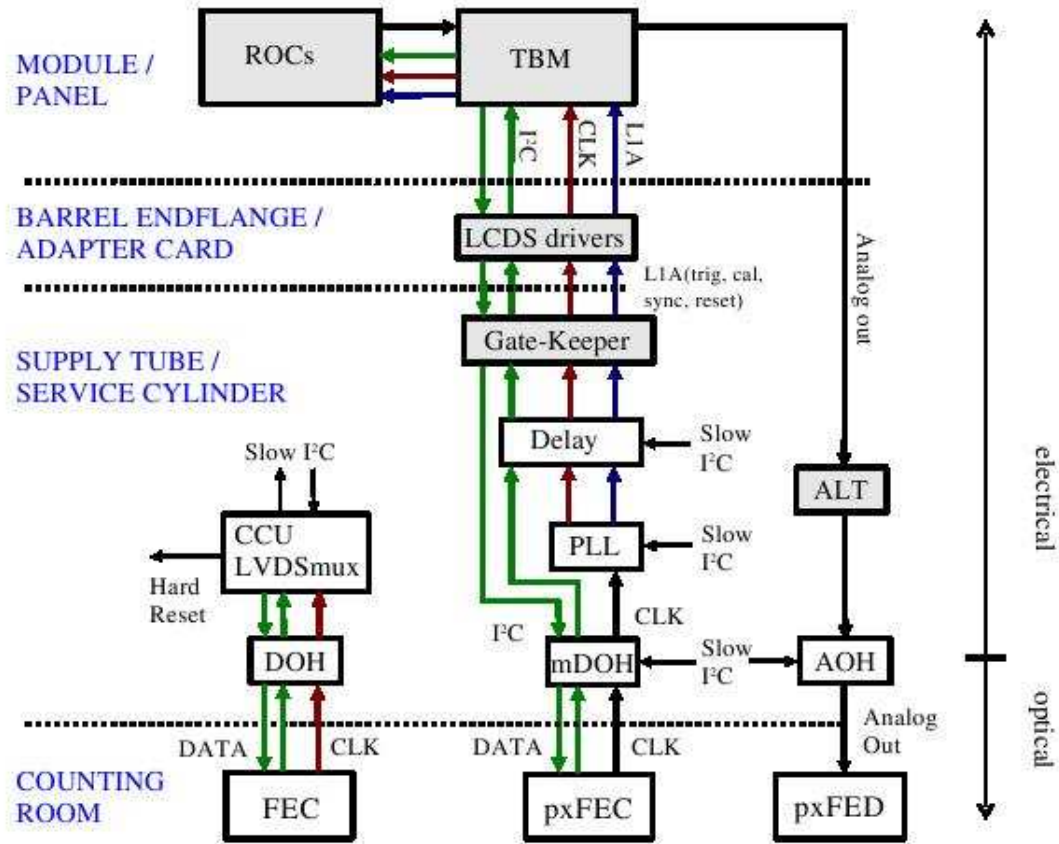 ROCs
TBM
MODULE /
PANEL
I²C
CLK
L1A
BARREL ENDFLANGE /
ADAPTER CARD
LCDS drivers
L1A(trig, cal,
sync, reset)
Analog out
Gate-Keeper
SUPPLY TUBE /
SERVICE CYLINDER
Delay
Slow
I²C
Slow I²C
ALT
electrical
CCU
LVDSmux
PLL
Slow
I²C
Hard
Reset
CLK
I²C
DOH
mDOH
Slow
I²C
AOH
optical
DATA
CLK
DATA
CLK
Analog
Out
COUNTING
ROOM
FEC
pxFEC
pxFED